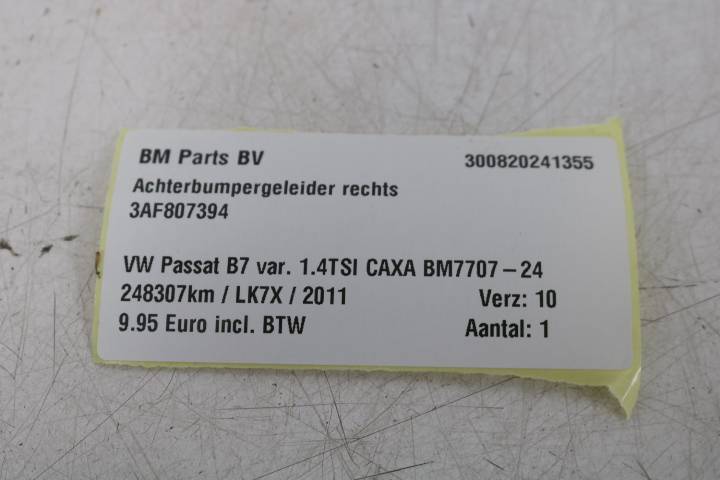 BM Parts BV 300820241355
Achterbumpergeleider rechts
3AF807394
VW Passat B7 var. 1.4TSI CAXA BM7707-24
248307km / LK7X / 2011 Verz: 10
9.95 Euro incl. BTW Aantal: 1